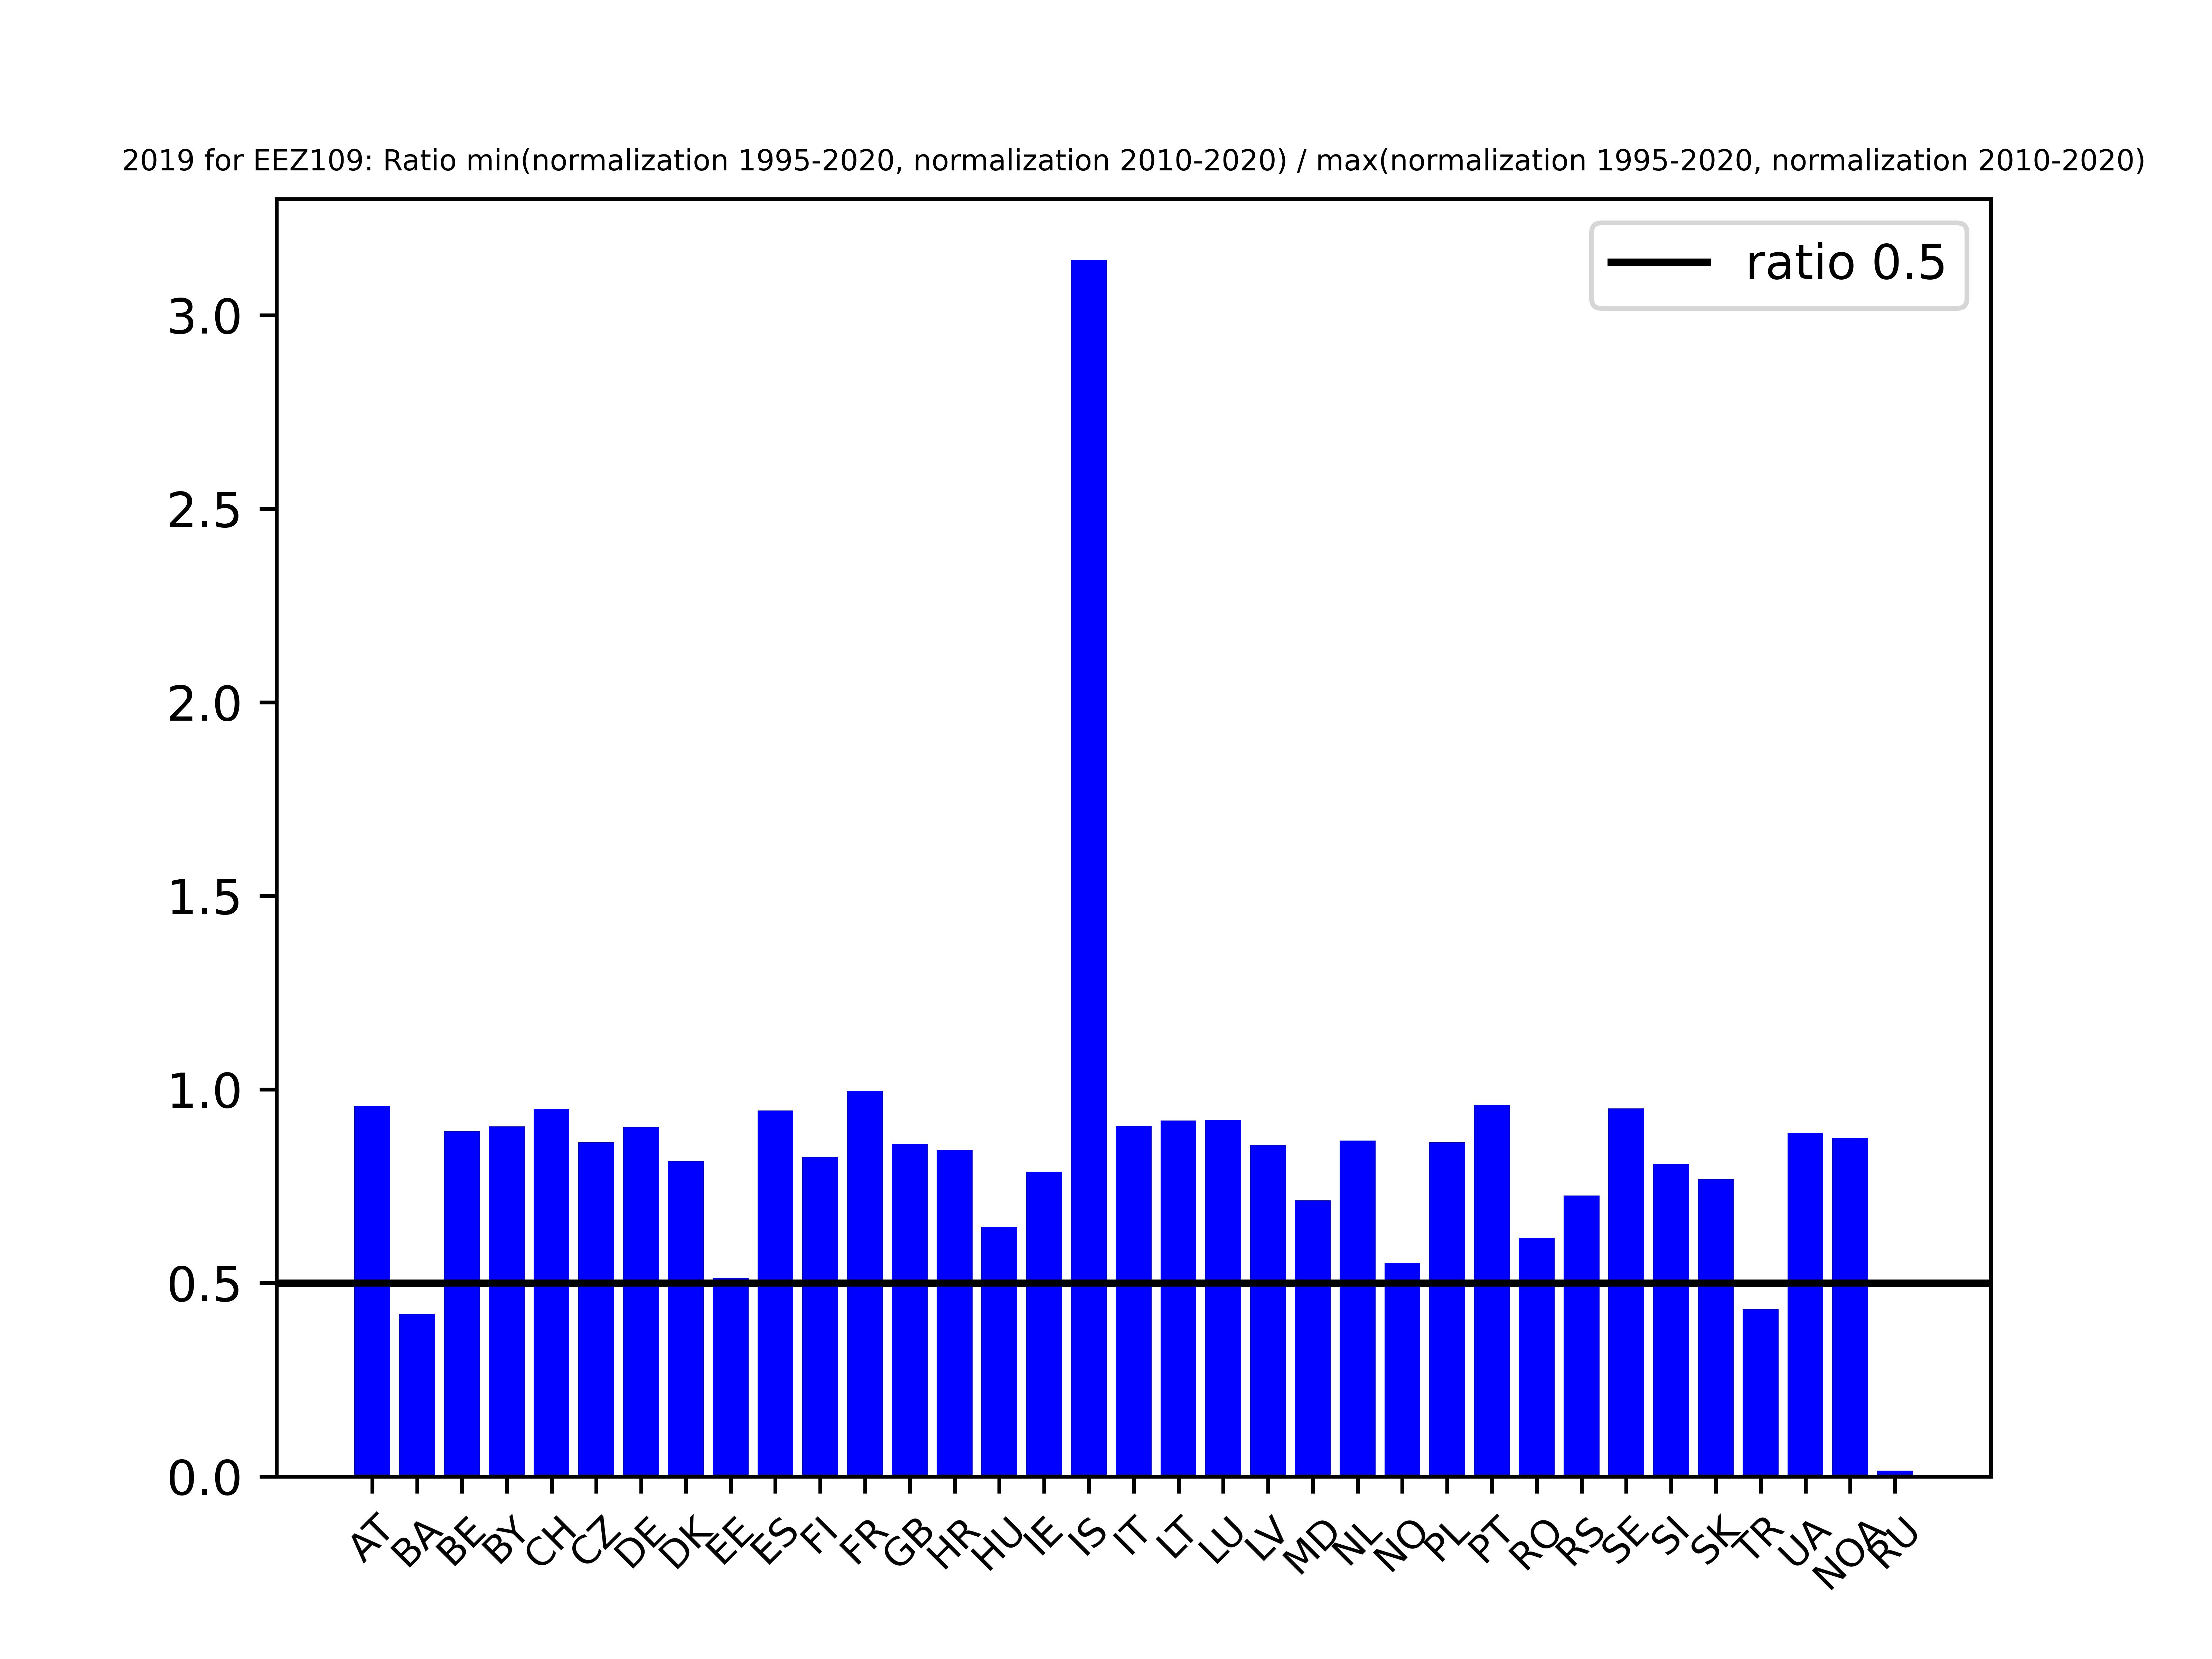 2019 for EEZ109: Ratio min(normalization 1995-2020, normalization 2010-2020) / max(normalization 1995-2020, normalization 2010-2020)
ratio 0.5
3.0
2.5
2.0
1.5
1.0
0.5
0.0
AT BA BE BY CH CZ DE DK EE ES FI FR GB HR HU IE IS IT LT LU LV MD NL NO PL PT RO RS SE SI SK TR UA NOA RU